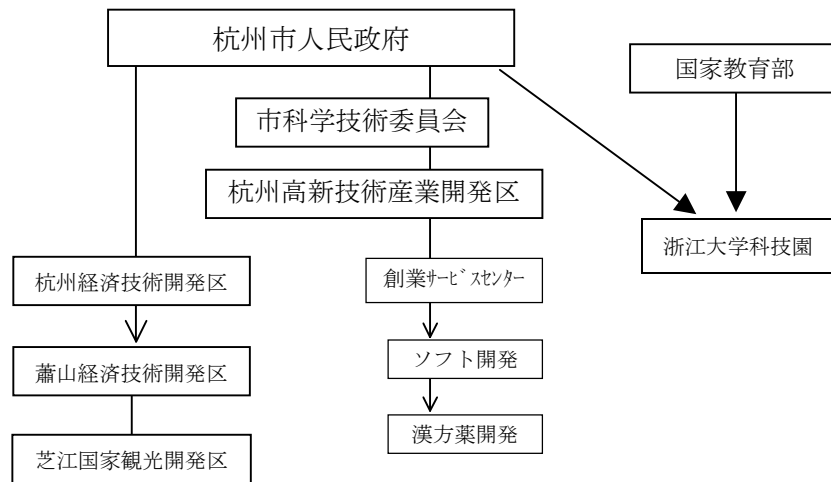 杭州市人民政府
国家教育部
市科学技術委員会
杭州高新技術産業開発区
浙江大学科技園
杭州経済技術開発区
創業ｻｰﾋﾞｽｾﾝﾀｰ
ソフト開発
蕭山経済技術開発区
漢方薬開発
芝江国家観光開発区